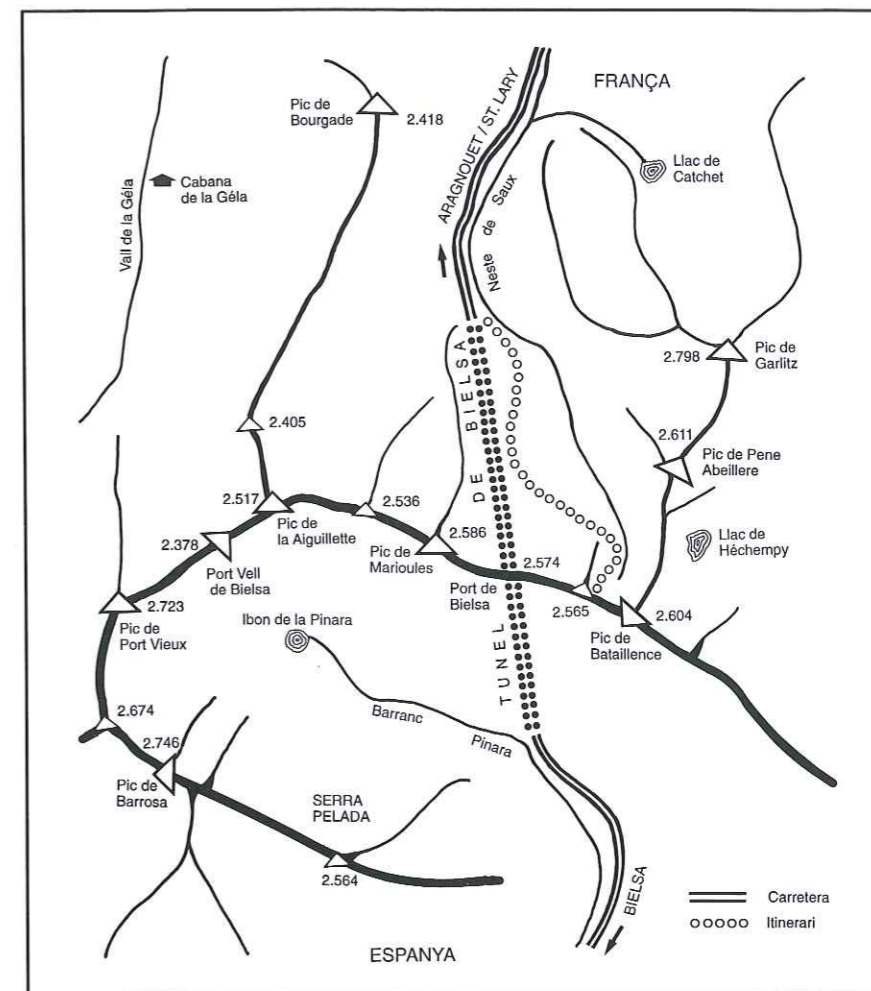 FRANÇA
Pic de
Bourgade
2.418
ARAGNOUET / ST. LARY
Neste de Saux
Llac de
Catchet
Vall de la Géla
Cabana
de la Géla
2.798
Pic de
Garlitz
2.405
2.611
Pic de Pene
Abeillere
2.517
Pic de
la Aiguillette
2.536
2.586
Pic de
Marioules
TUNEL DE BIELSA
2.378
Port Vell
de Bielsa
2.574
Port de
Bielsa
Llac de
Héchempy
2.565
2.604
Pic de
Bataillence
2.723
Pic de
Port Vieux
Ibon de la Pinara
Barranc
Pinara
2.674
2.746
Pic de
Barrosa
SERRA
PELADA
2.564
BIELSA
Carretera
Itinerari
ESPANYA